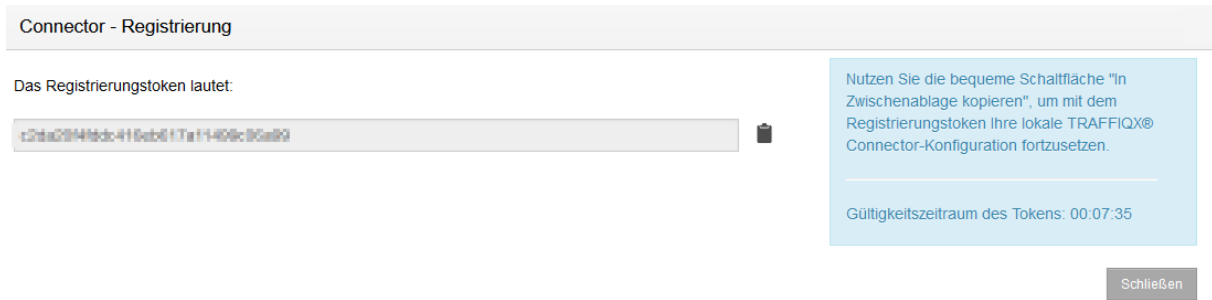 Connector - Registrierung
Das Registrierungstoken lautet:
Nutzen Sie die bequeme Schaltfläche "In
Zwischenablage kopieren", um mit dem
Registrierungstoken Ihre lokale TRAFFIQX®
Connector-Konfiguration fortzusetzen.
Gültigkeitszeitraum des Tokens: 00:07:35
Schließen